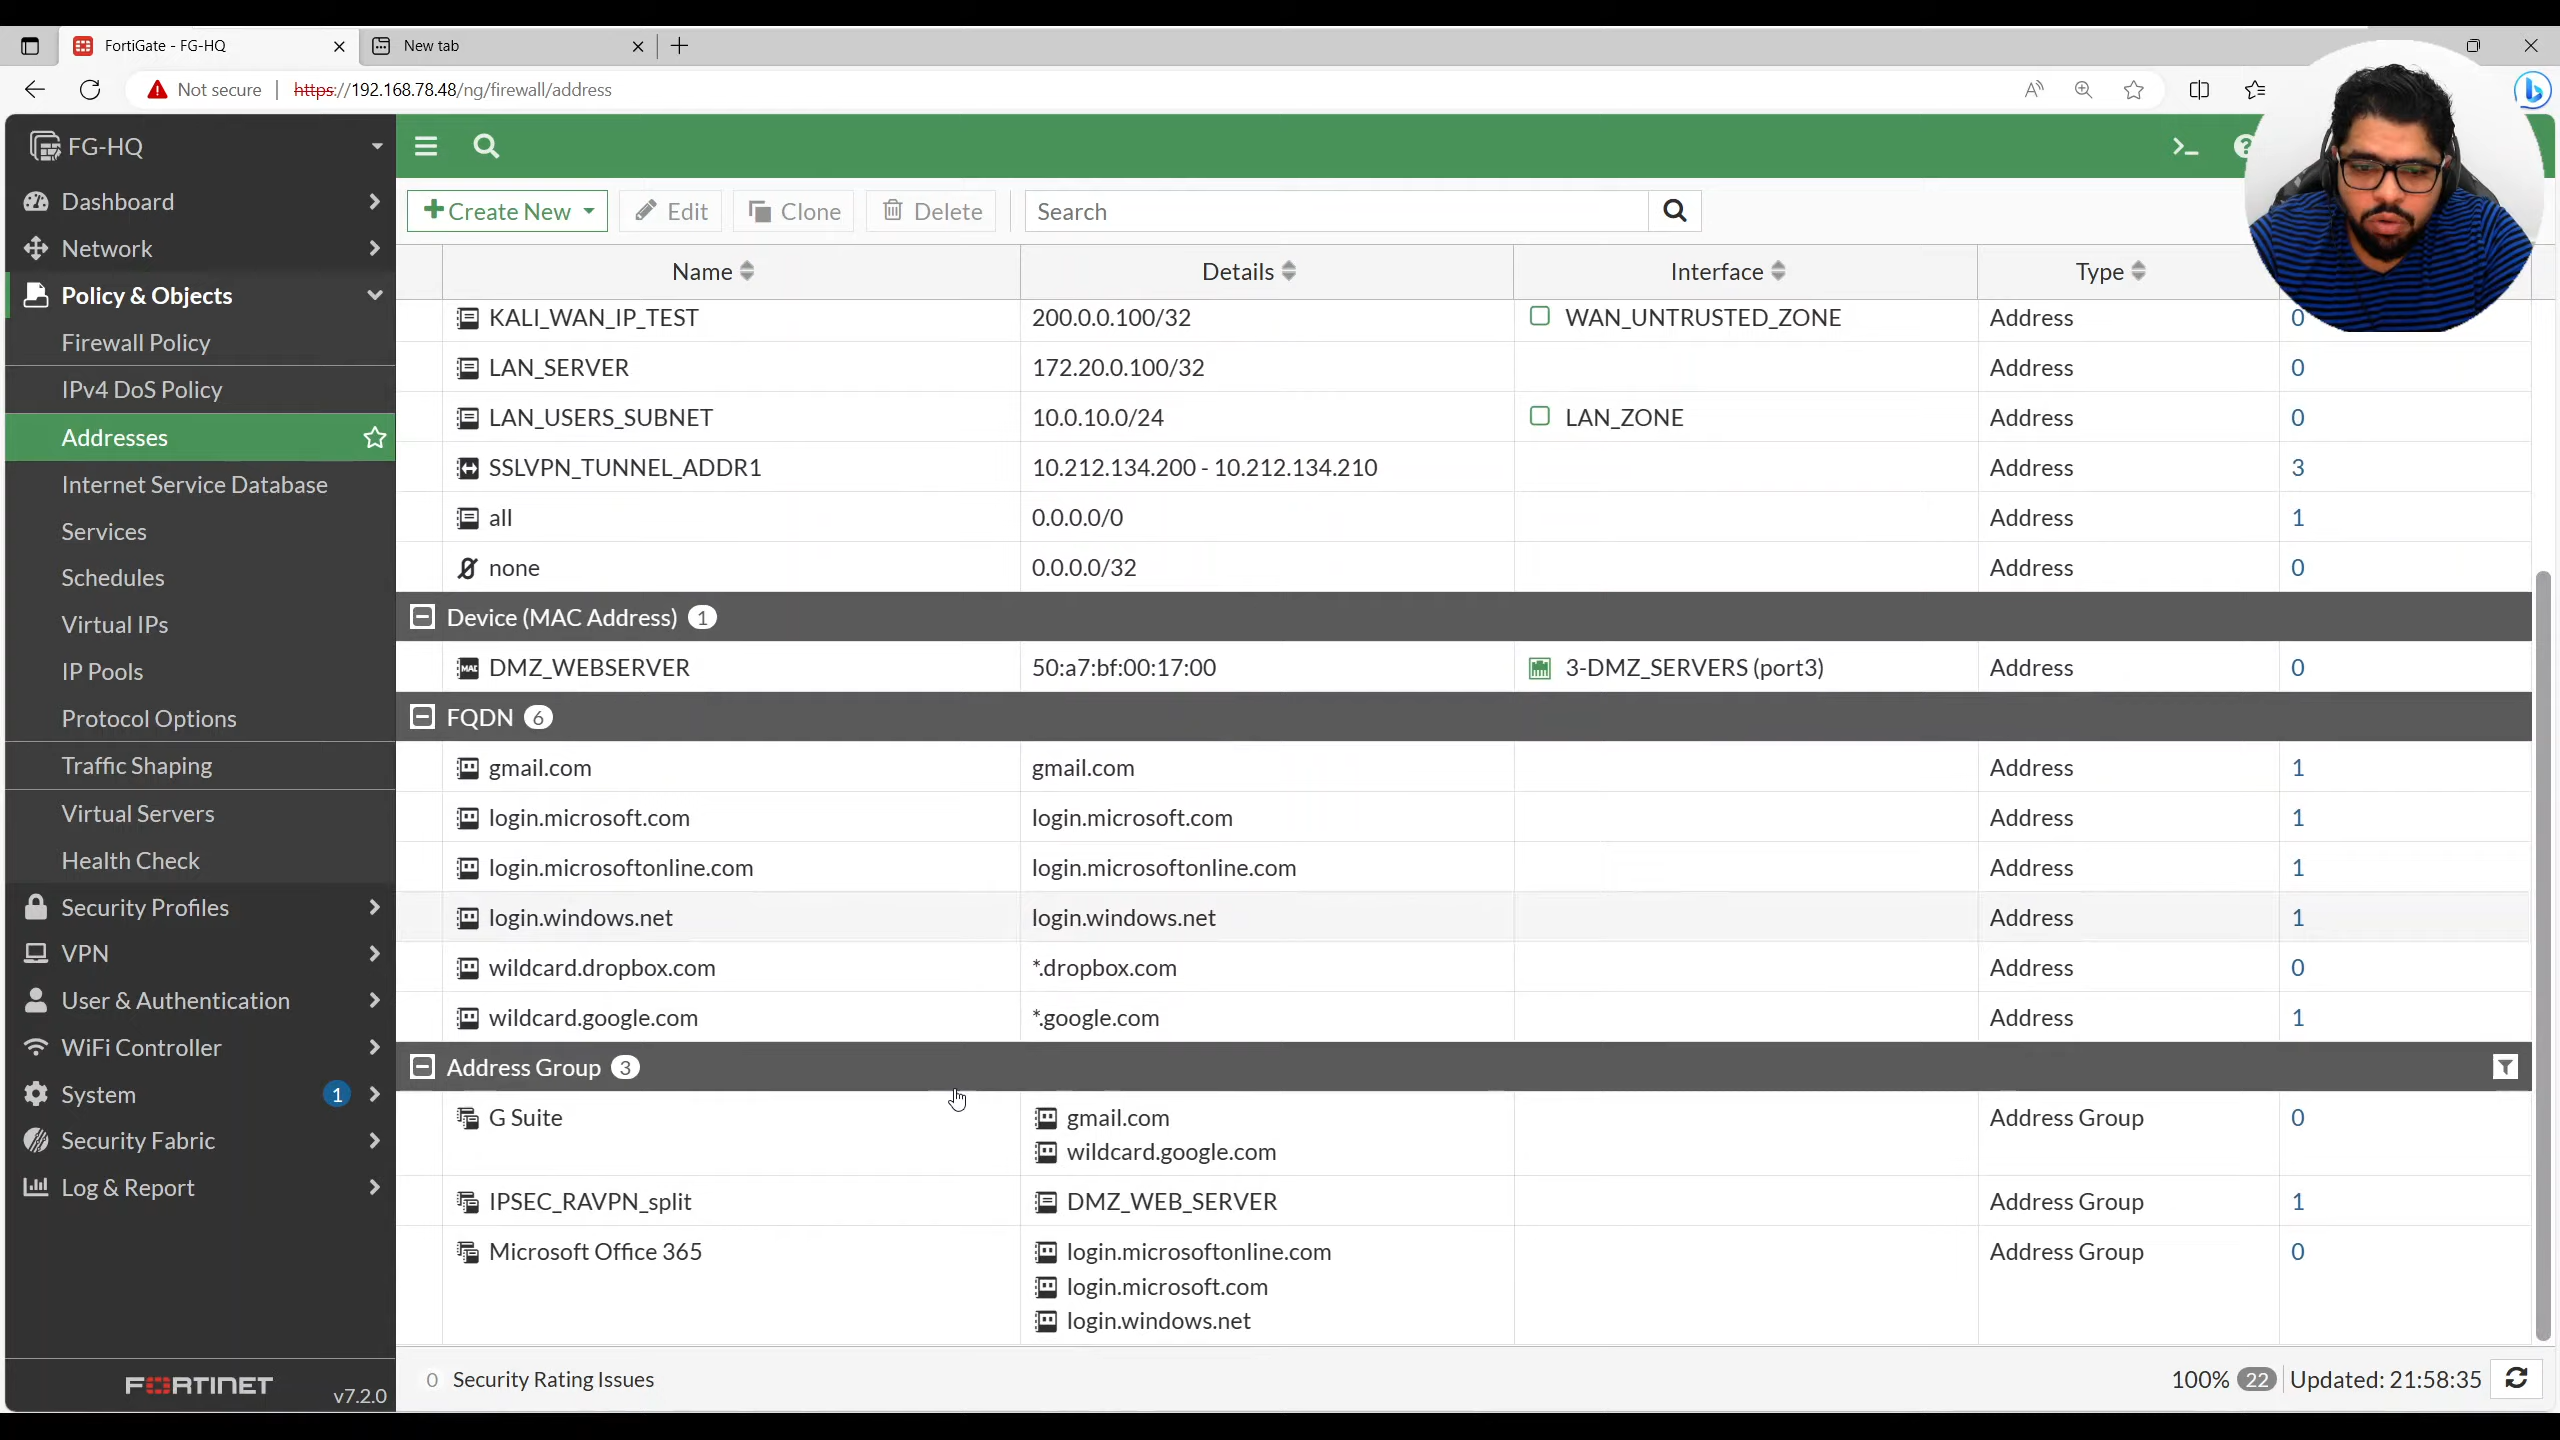 FortiGate - FG-HQ
New tab
Not secure | https://192.168.78.48/ng/firewall/address
FG-HQ
Dashboard
Network
Policy & Objects
Firewall Policy
IPv4 DoS Policy
Addresses
Internet Service Database
Services
Schedules
Virtual IPs
IP Pools
Protocol Options
Traffic Shaping
Virtual Servers
Health Check
Security Profiles
VPN
User & Authentication
WiFi Controller
System 1
Security Fabric
Log & Report
FORTINET v7.2.0
Create New Edit Clone Delete Search
Name Details Interface Type
KALI_WAN_IP_TEST 200.0.0.100/32 WAN_UNTRUSTED_ZONE Address 0
LAN_SERVER 172.20.0.100/32 Address 0
LAN_USERS_SUBNET 10.0.10.0/24 LAN_ZONE Address 0
SSLVPN_TUNNEL_ADDR1 10.212.134.200 - 10.212.134.210 Address 3
all 0.0.0.0/0 Address 1
none 0.0.0.0/32 Address 0
Device (MAC Address) 1
DMZ_WEBSERVER 50:a7:bf:00:17:00 3-DMZ_SERVERS (port3) Address 0
FQDN 6
gmail.com gmail.com Address 1
login.microsoft.com login.microsoft.com Address 1
login.microsoftonline.com login.microsoftonline.com Address 1
login.windows.net login.windows.net Address 1
wildcard.dropbox.com *.dropbox.com Address 0
wildcard.google.com *.google.com Address 1
Address Group 3
G Suite gmail.com Address Group 0
wildcard.google.com
IPSEC_RAVPN_split DMZ_WEB_SERVER Address Group 1
Microsoft Office 365 login.microsoftonline.com Address Group 0
login.microsoft.com
login.windows.net
0 Security Rating Issues 100% 22 Updated: 21:58:35